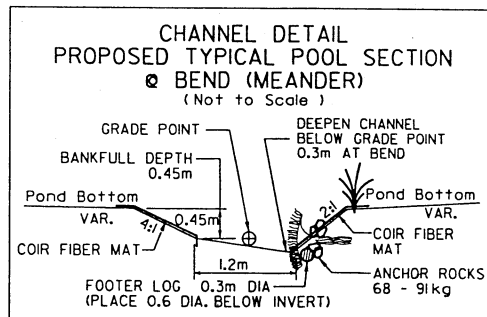 CHANNEL DETAIL
PROPOSED TYPICAL POOL SECTION
@ BEND (MEANDER)
(Not to Scale)
GRADE POINT
DEEPEN CHANNEL
BELOW GRADE POINT
0.3m AT BEND
BANKFULL DEPTH
0.45m
Pond Bottom
VAR.
4:1
0.45m
2:1
Pond Bottom
VAR.
COIR FIBER MAT
COIR FIBER
MAT
1.2m
ANCHOR ROCKS
68 - 91kg
FOOTER LOG 0.3m DIA
(PLACE 0.6 DIA. BELOW INVERT)